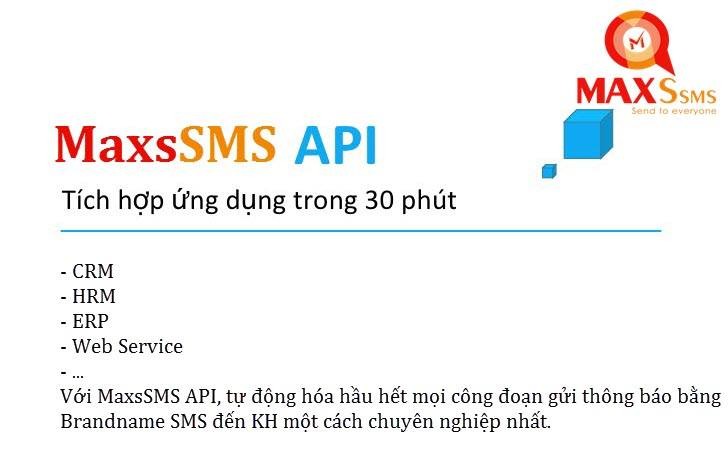 MAXSsms
Send to everyone
MaxsSMS API
Tích hợp ứng dụng trong 30 phút
- CRM
- HRM
- ERP
- Web Service
- ...
Với MaxsSMS API, tự động hóa hầu hết mọi công đoạn gửi thông báo bằng
Brandname SMS đến KH một cách chuyên nghiệp nhất.